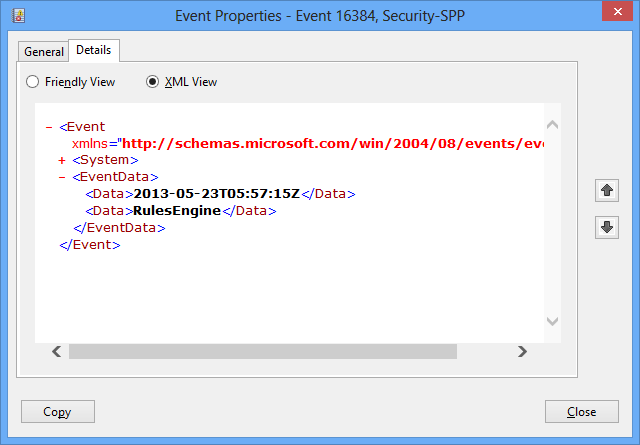 Event Properties - Event 16384, Security-SPP
General Details
Friendly View XML View
- <Event
xmlns="http://schemas.microsoft.com/win/2004/08/events/eve
+ <System>
- <EventData>
<Data>2013-05-23T05:57:15Z</Data>
<Data>RulesEngine</Data>
</EventData>
</Event>
Copy Close